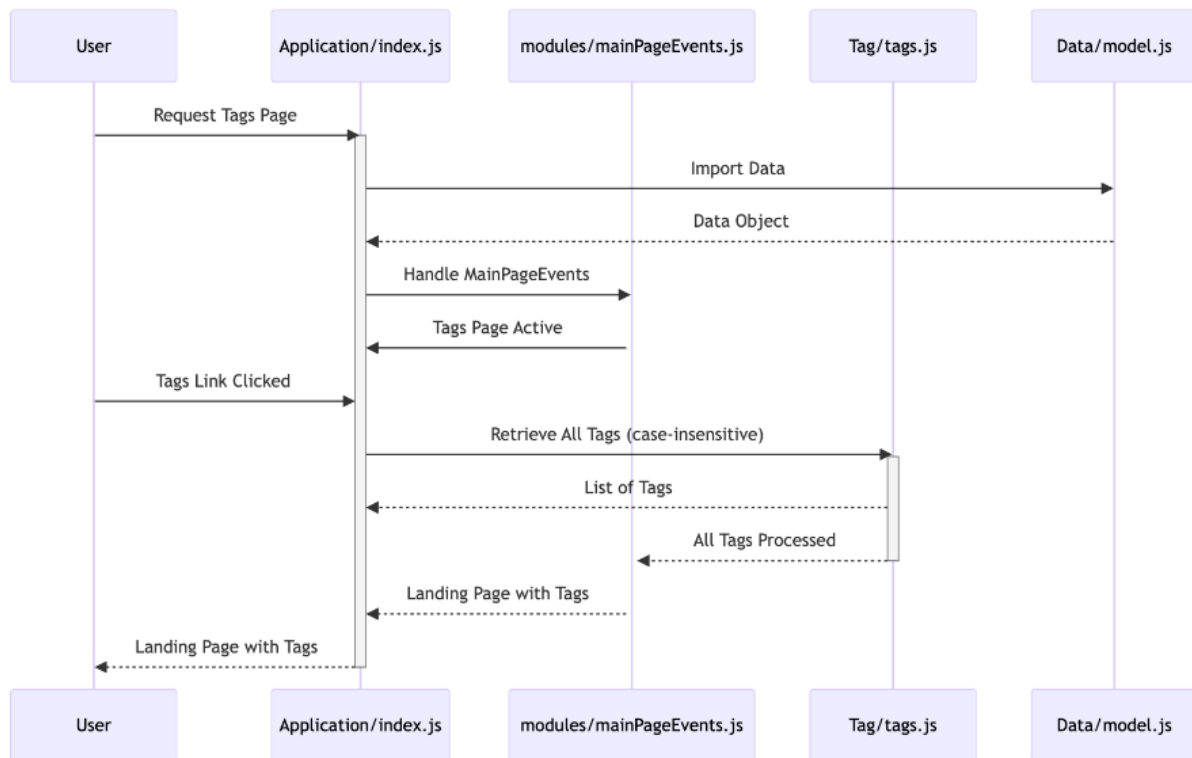 User
Application/index.js
modules/mainPageEvents.js
Tag/tags.js
Data/model.js
Request Tags Page
Import Data
Data Object
Handle MainPageEvents
Tags Page Active
Tags Link Clicked
Retrieve All Tags (case-insensitive)
List of Tags
All Tags Processed
Landing Page with Tags
Landing Page with Tags
User
Application/index.js
modules/mainPageEvents.js
Tag/tags.js
Data/model.js